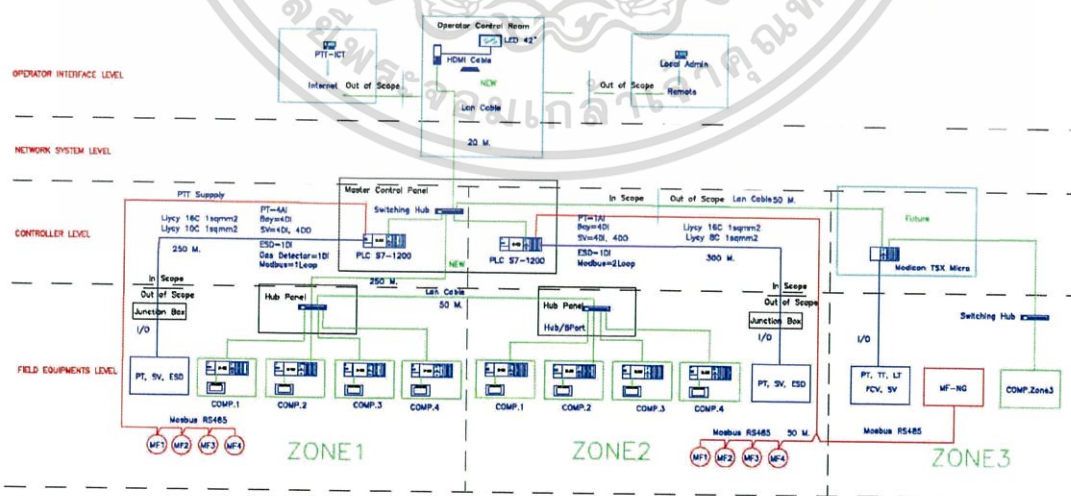 Operator Control Room
LED 42"
HDMI Cable
NEW
Lan Cable
20 M.
PTT-ICT
Internet
Out of Scope
Out of Scope
Local Admin
Remote
OPERATOR INTERFACE LEVEL
NETWORK SYSTEM LEVEL
CONTROLLER LEVEL
FIELD EQUIPMENTS LEVEL
PTT Supply
Liycy 16C 1sqmm2
Liycy 10C 1sqmm2
250 M.
PT=4AI
Bay=4DI
SV=4DI, 4DO
ESD=1DI
Gas Detector=1DI
Modbus=1Loop
Master Control Panel
Switching Hub
PLC S7-1200
PLC S7-1200
NEW
250 M.
PT=1AI
Bay=4DI
SV=4DI, 4DO
ESD=1DI
Modbus=2Loop
In Scope
Out of Scope
Lan Cable50 M.
Liycy 16C 1sqmm2
Liycy 8C 1sqmm2
300 M.
Future
Modicon TSX Micro
In Scope
Out of Scope
Junction Box
I/O
PT, SV, ESD
Hub Panel
Lan Cable
50 M.
Hub Panel
Hub/8Port
In Scope
Out of Scope
Junction Box
I/O
PT, SV, ESD
Switching Hub
I/O
PT, TT, LT
FCV, SV
MF-NG
COMP.Zone3
COMP.1
COMP.2
COMP.3
COMP.4
COMP.1
COMP.2
COMP.3
COMP.4
Mosbus RS485
MF1
MF2
MF3
MF4
Mosbus RS485
50 M.
MF1
MF2
MF3
MF4
Mosbus RS485
ZONE1
ZONE2
ZONE3